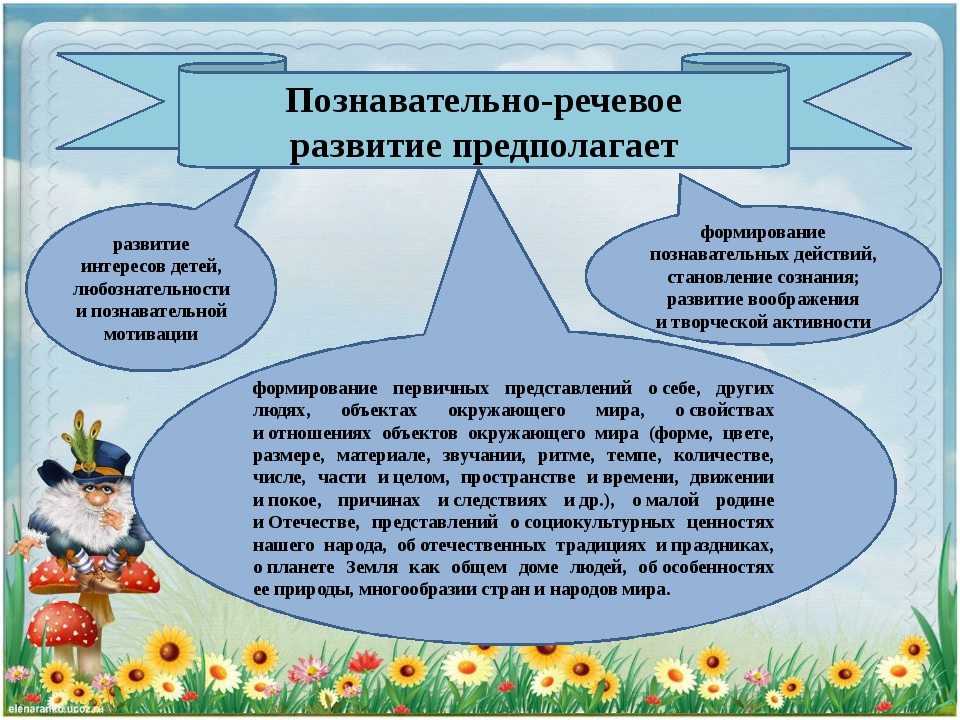 Познавательно-речевое
развитие предполагает
развитие
интересов детей,
любознательности
и познавательной
мотивации
формирование
познавательных действий,
становление сознания;
развитие воображения
и творческой активности
формирование первичных представлений о себе, других
людях, объектах окружающего мира, о свойствах
и отношениях объектов окружающего мира (форме, цвете,
размере, материале, звучании, ритме, темпе, количестве,
числе, части и целом, пространстве и времени, движении
и покое, причинах и следствиях и др.), о малой родине
и Отечестве, представлений о социокультурных ценностях
нашего народа, об отечественных традициях и праздниках,
о планете Земля как общем доме людей, об особенностях
ее природы, многообразии стран и народов мира.
elenaranko.ucoz.ru